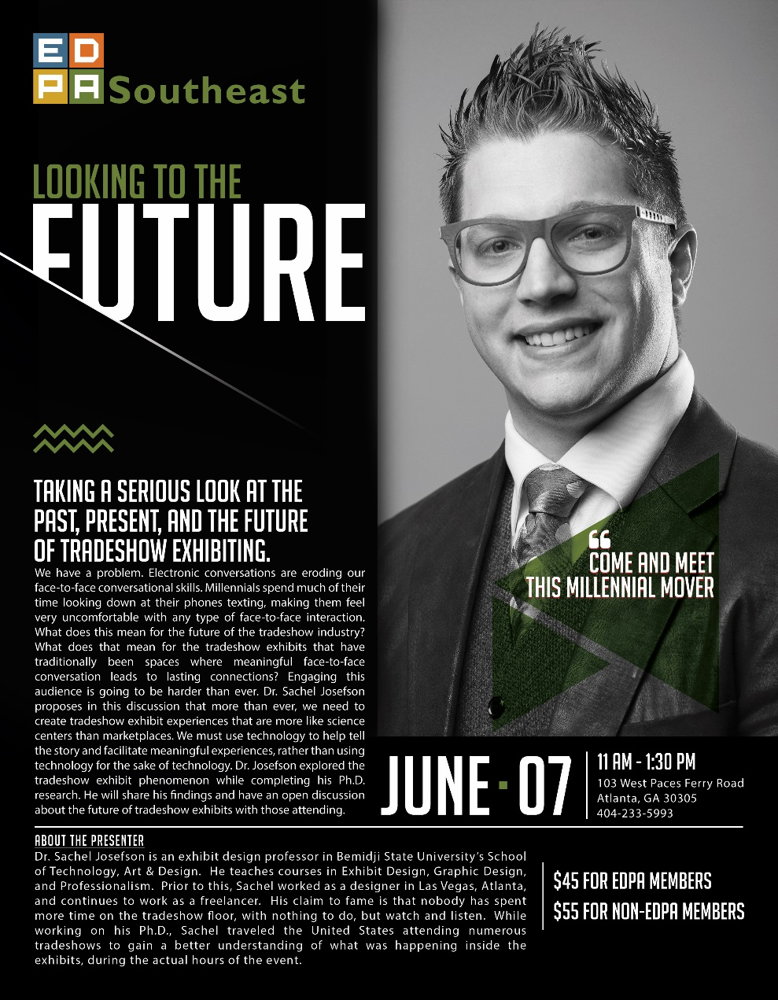 ED
PA Southeast
LOOKING TO THE
FUTURE
TAKING A SERIOUS LOOK AT THE
PAST, PRESENT, AND THE FUTURE
OF TRADESHOW EXHIBITING.
We have a problem. Electronic conversations are eroding our
face-to-face conversational skills. Millennials spend much of their
time looking down at their phones texting, making them feel
very uncomfortable with any type of face-to-face interaction.
What does this mean for the future of the tradeshow industry?
What does that mean for the tradeshow exhibits that have
traditionally been spaces where meaningful face-to-face
conversation leads to lasting connections? Engaging this
audience is going to be harder than ever. Dr. Sachel Josefson
proposes in this discussion that more than ever, we need to
create tradeshow exhibit experiences that are more like science
centers than marketplaces. We must use technology to help tell
the story and facilitate meaningful experiences, rather than using
technology for the sake of technology. Dr. Josefson explored the
tradeshow exhibit phenomenon while completing his Ph.D.
research. He will share his findings and have an open discussion
about the future of tradeshow exhibits with those attending.
“
COME AND MEET
THIS MILLENNIAL MOVER
JUNE · 07
11 AM - 1:30 PM
103 West Paces Ferry Road
Atlanta, GA 30305
404-233-5993
ABOUT THE PRESENTER
Dr. Sachel Josefson is an exhibit design professor in Bemidji State University’s School
of Technology, Art & Design. He teaches courses in Exhibit Design, Graphic Design,
and Professionalism. Prior to this, Sachel worked as a designer in Las Vegas, Atlanta,
and continues to work as a freelancer. His claim to fame is that nobody has spent
more time on the tradeshow floor, with nothing to do, but watch and listen. While
working on his Ph.D., Sachel traveled the United States attending numerous
tradeshows to gain a better understanding of what was happening inside the
exhibits, during the actual hours of the event.
$45 FOR EDPA MEMBERS
$55 FOR NON-EDPA MEMBERS